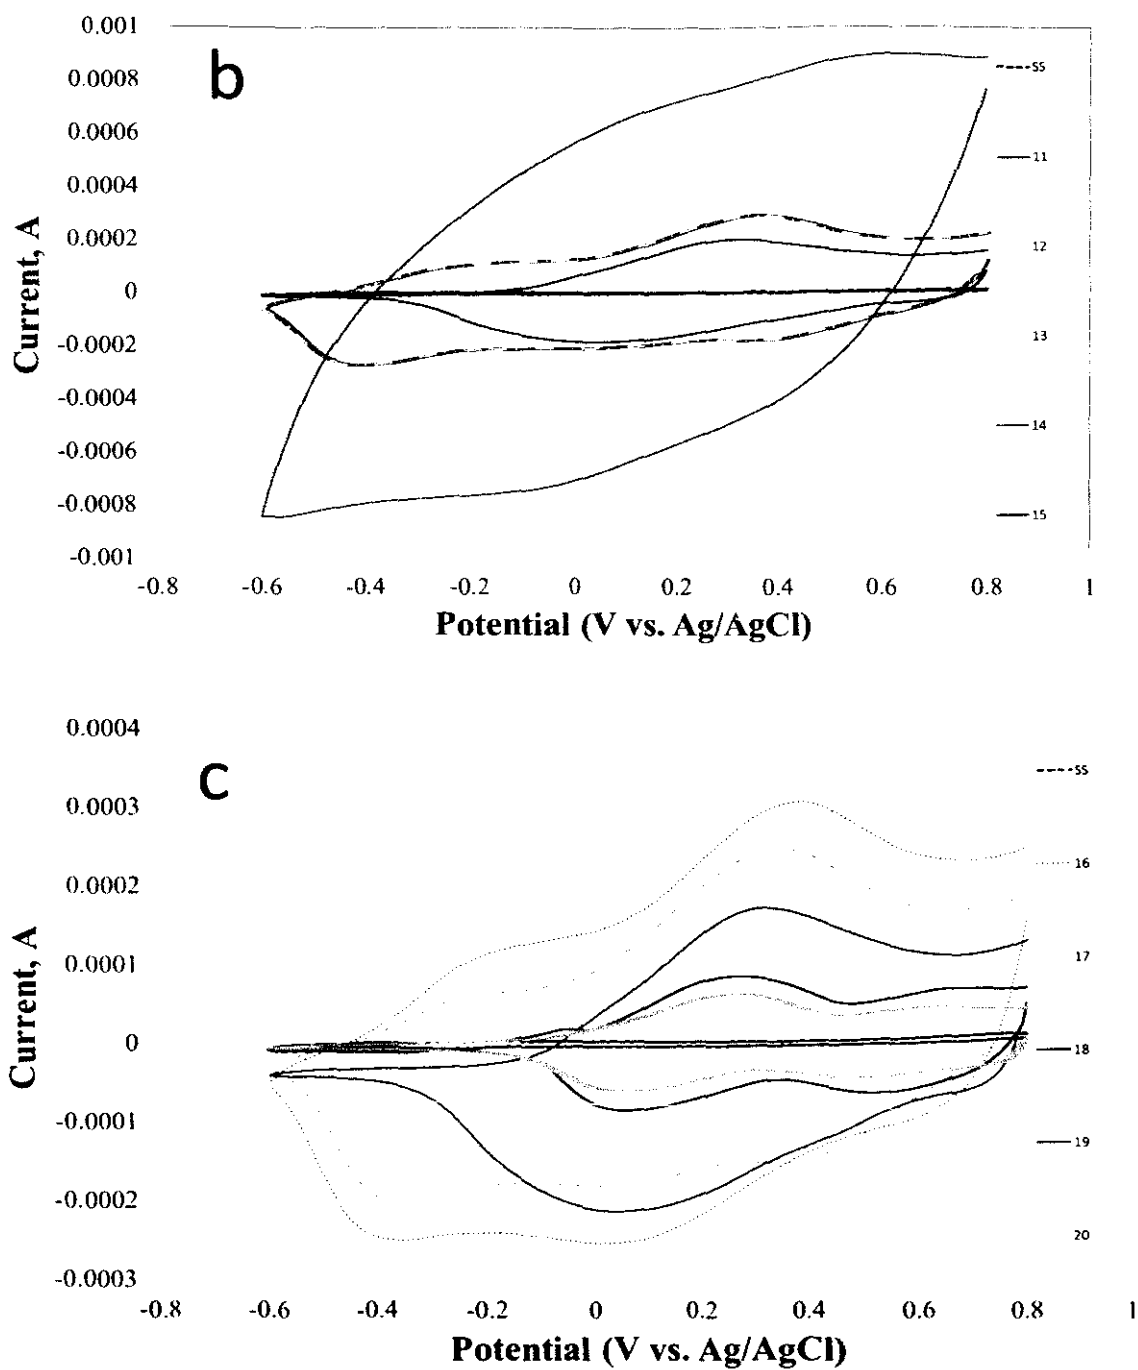 b
0.001
0.0008
0.0006
0.0004
0.0002
0
-0.0002
-0.0004
-0.0006
-0.0008
-0.001
Current, A
-0.8 -0.6 -0.4 -0.2 0 0.2 0.4 0.6 0.8 1
Potential (V vs. Ag/AgCl)
SS
11
12
13
14
15
c
0.0004
0.0003
0.0002
0.0001
0
-0.0001
-0.0002
-0.0003
Current, A
-0.8 -0.6 -0.4 -0.2 0 0.2 0.4 0.6 0.8 1
Potential (V vs. Ag/AgCl)
SS
16
17
18
19
20